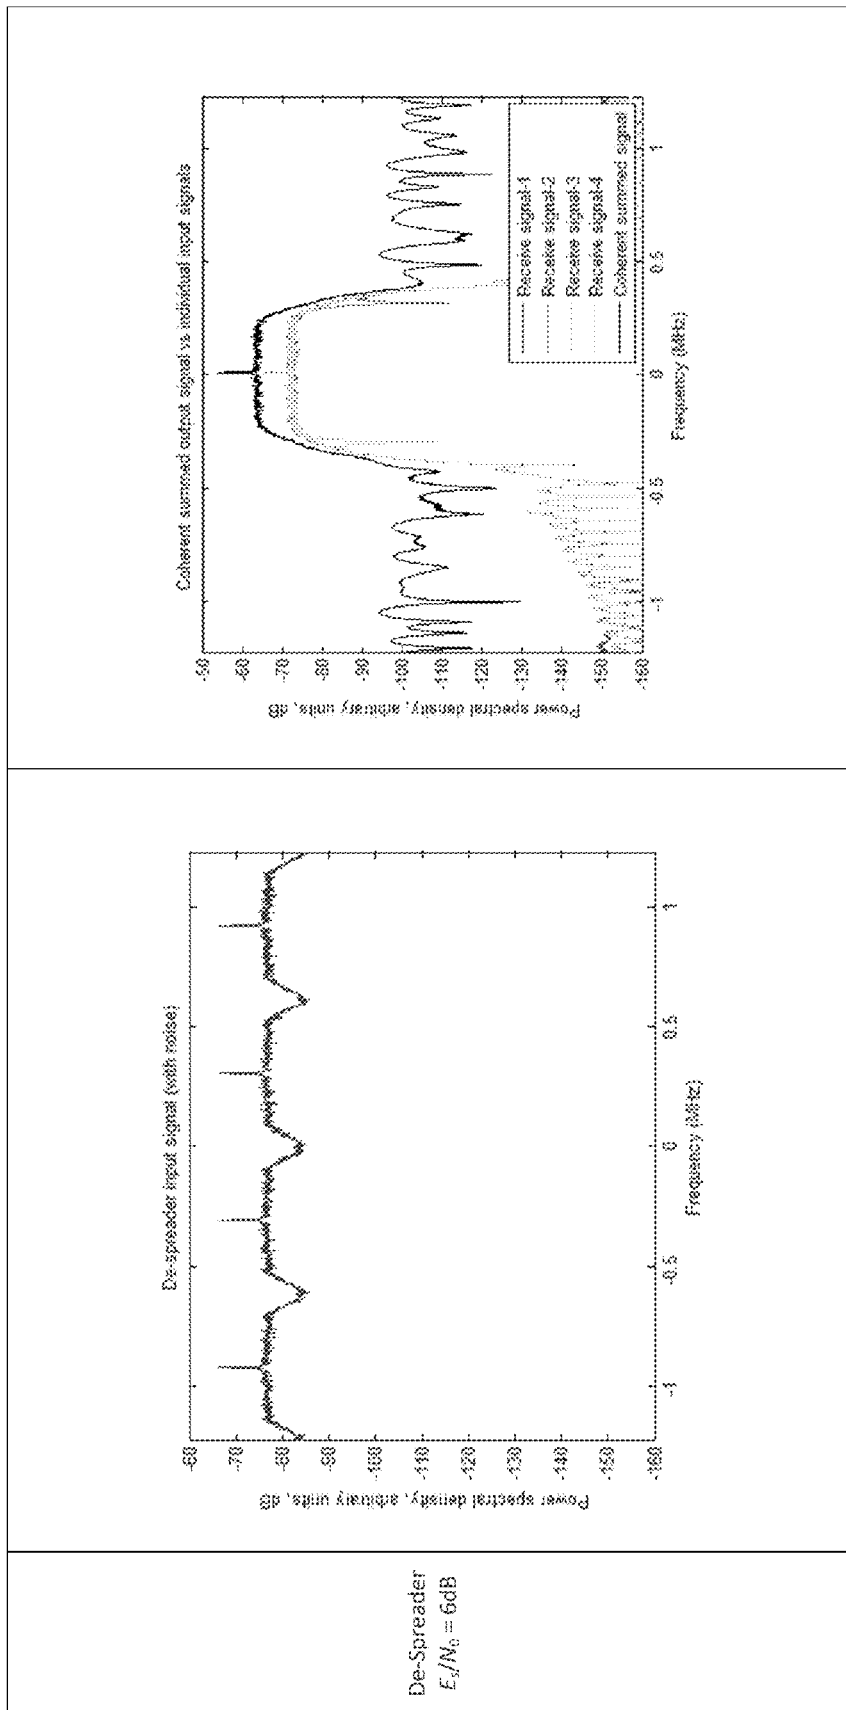 De-Spreader
Eₛ/N₀ = 6dB
De-spreader input signal (with noise)
Power spectral density, arbitrary units, dB
-60
-70
-80
-90
-100
-110
-120
-130
-140
-150
-160
-1
-0.5
0
0.5
1
Frequency (MHz)
Coherent summed output signal vs individual input signals
Power spectral density, arbitrary units, dB
-50
-60
-70
-80
-90
-100
-110
-120
-130
-140
-150
-160
-1
-0.5
0
0.5
1
Frequency (MHz)
Receive signal-1
Receive signal-2
Receive signal-3
Receive signal-4
Coherent summed signal